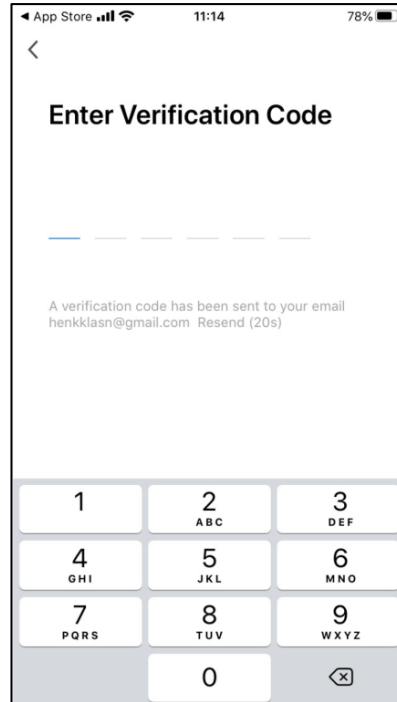 ◀ App Store 11:14 78%
Enter Verification Code
A verification code has been sent to your email
henkklasn@gmail.com Resend (20s)
1 2 3
ABC DEF
4 5 6
GHI JKL MNO
7 8 9
PQRS TUV WXYZ
0